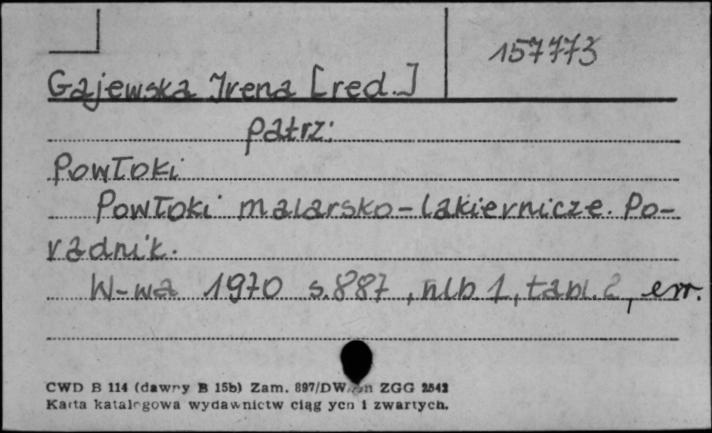 157773
Gajewska Irena [red.]
patrz:
Powłoki
Powłoki malarsko-lakiernicze. Po-
radnik.
W-wa 1970 s.887, nlb 1, tabl. 2, err.
CWD B 114 (dawny B 15b) Zam. 897/DW ZGG 2542
Karta katalogowa wydawnictw ciągłych i zwartych.